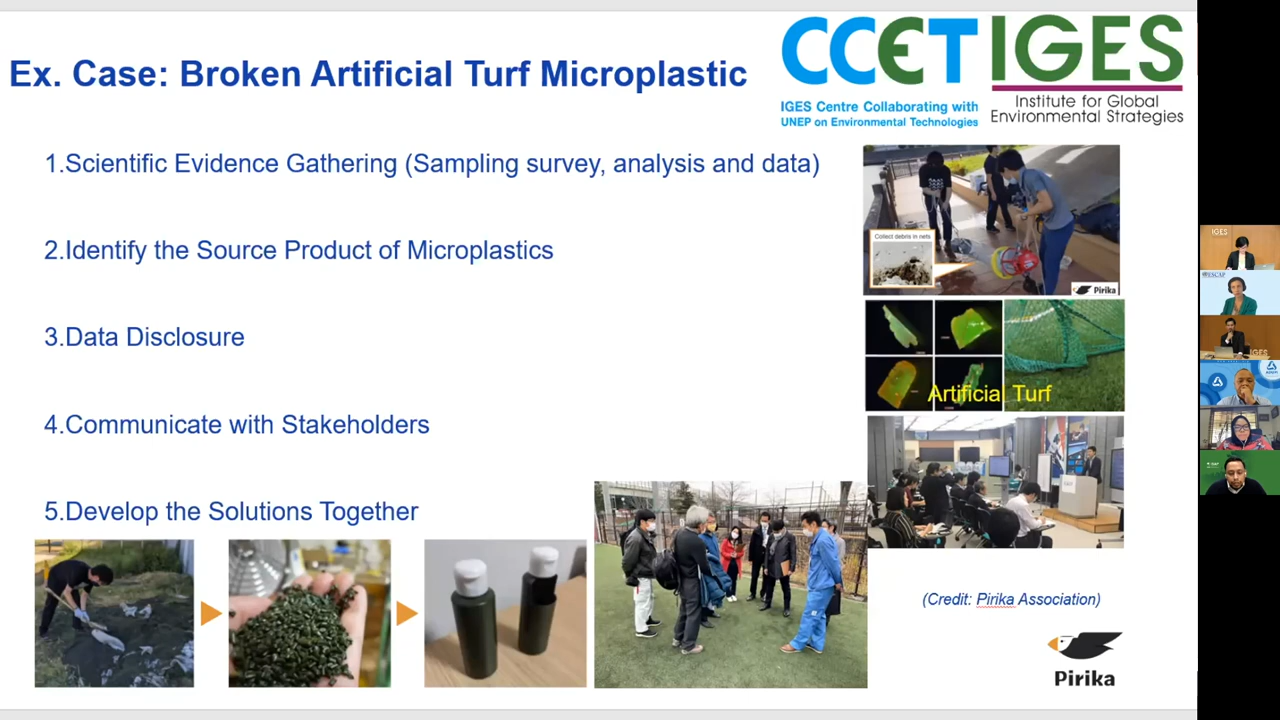 Ex. Case: Broken Artificial Turf Microplastic
CCET
IGES Centre Collaborating with
UNEP on Environmental Technologies
IGES
Institute for Global
Environmental Strategies
1.Scientific Evidence Gathering (Sampling survey, analysis and data)
2.Identify the Source Product of Microplastics
3.Data Disclosure
4.Communicate with Stakeholders
5.Develop the Solutions Together
Collect debris in nets
Pirika
Artificial Turf
(Credit: Pirika Association)
Pirika
IGES
ESCAP
IGES